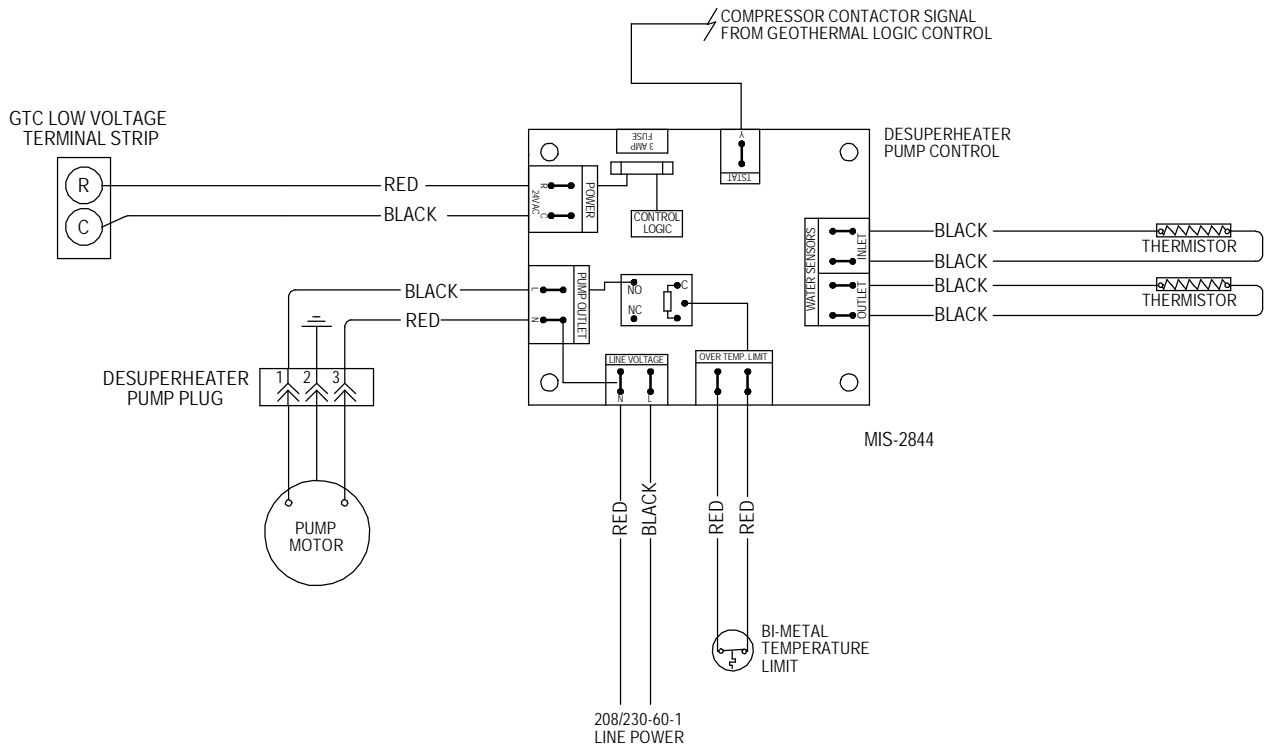 COMPRESSOR CONTACTOR SIGNAL
FROM GEOTHERMAL LOGIC CONTROL
GTC LOW VOLTAGE
TERMINAL STRIP
R
C
RED
BLACK
DESUPERHEATER
PUMP CONTROL
3 AMP
FUSE
Y
TSTAT
R
C
24VAC
POWER
CONTROL
LOGIC
WATER SENSORS
INLET
OUTLET
BLACK
THERMISTOR
BLACK
BLACK
THERMISTOR
BLACK
BLACK
RED
L
N
PUMP OUTLET
NO
NC
C
LINE VOLTAGE
N
L
OVER TEMP. LIMIT
DESUPERHEATER
PUMP PLUG
1 2 3
MIS-2844
PUMP
MOTOR
RED
BLACK
RED
RED
BI-METAL
TEMPERATURE
LIMIT
208/230-60-1
LINE POWER